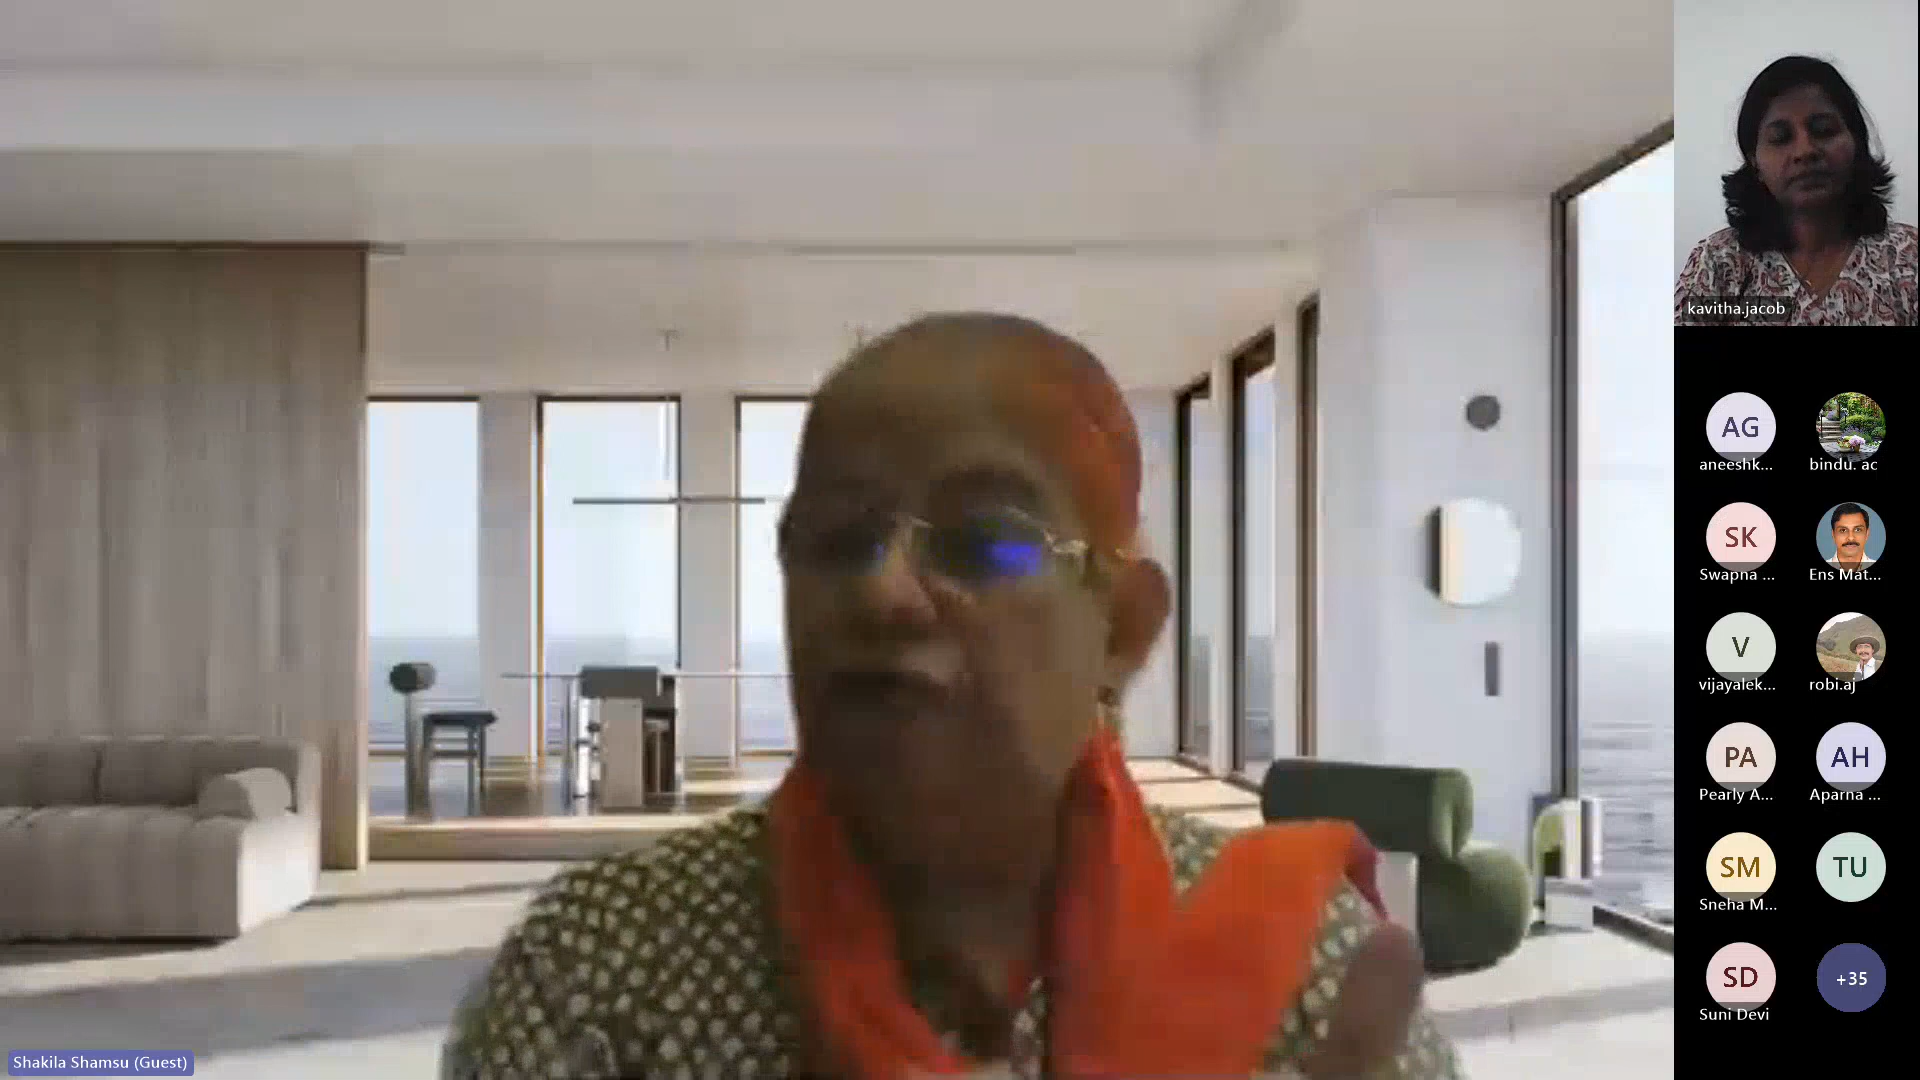 kavitha.jacob
AG
aneeshk...
bindu. ac
SK
Swapna ...
Ens Mat...
V
vijayalek...
robi.aj
PA
Pearly A...
AH
Aparna ...
SM
Sneha M...
TU
SD
Suni Devi
+35
Shakila Shamsu (Guest)